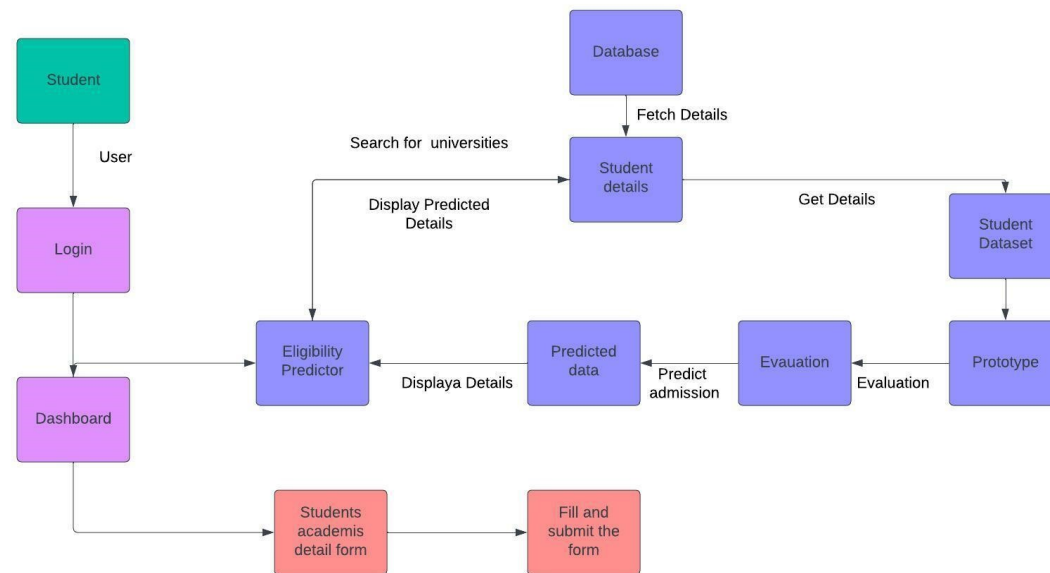 Database
Student
Fetch Details
Search for  universities
User
Student
details
Display Predicted
Details
Get Details
Student
Dataset
Login
Eligibility
Predictor
Predicted
data
Evauation
Prototype
Displaya Details
Predict
admission
Evaluation
Dashboard
Students
academis
detail form
Fill and
submit the
form